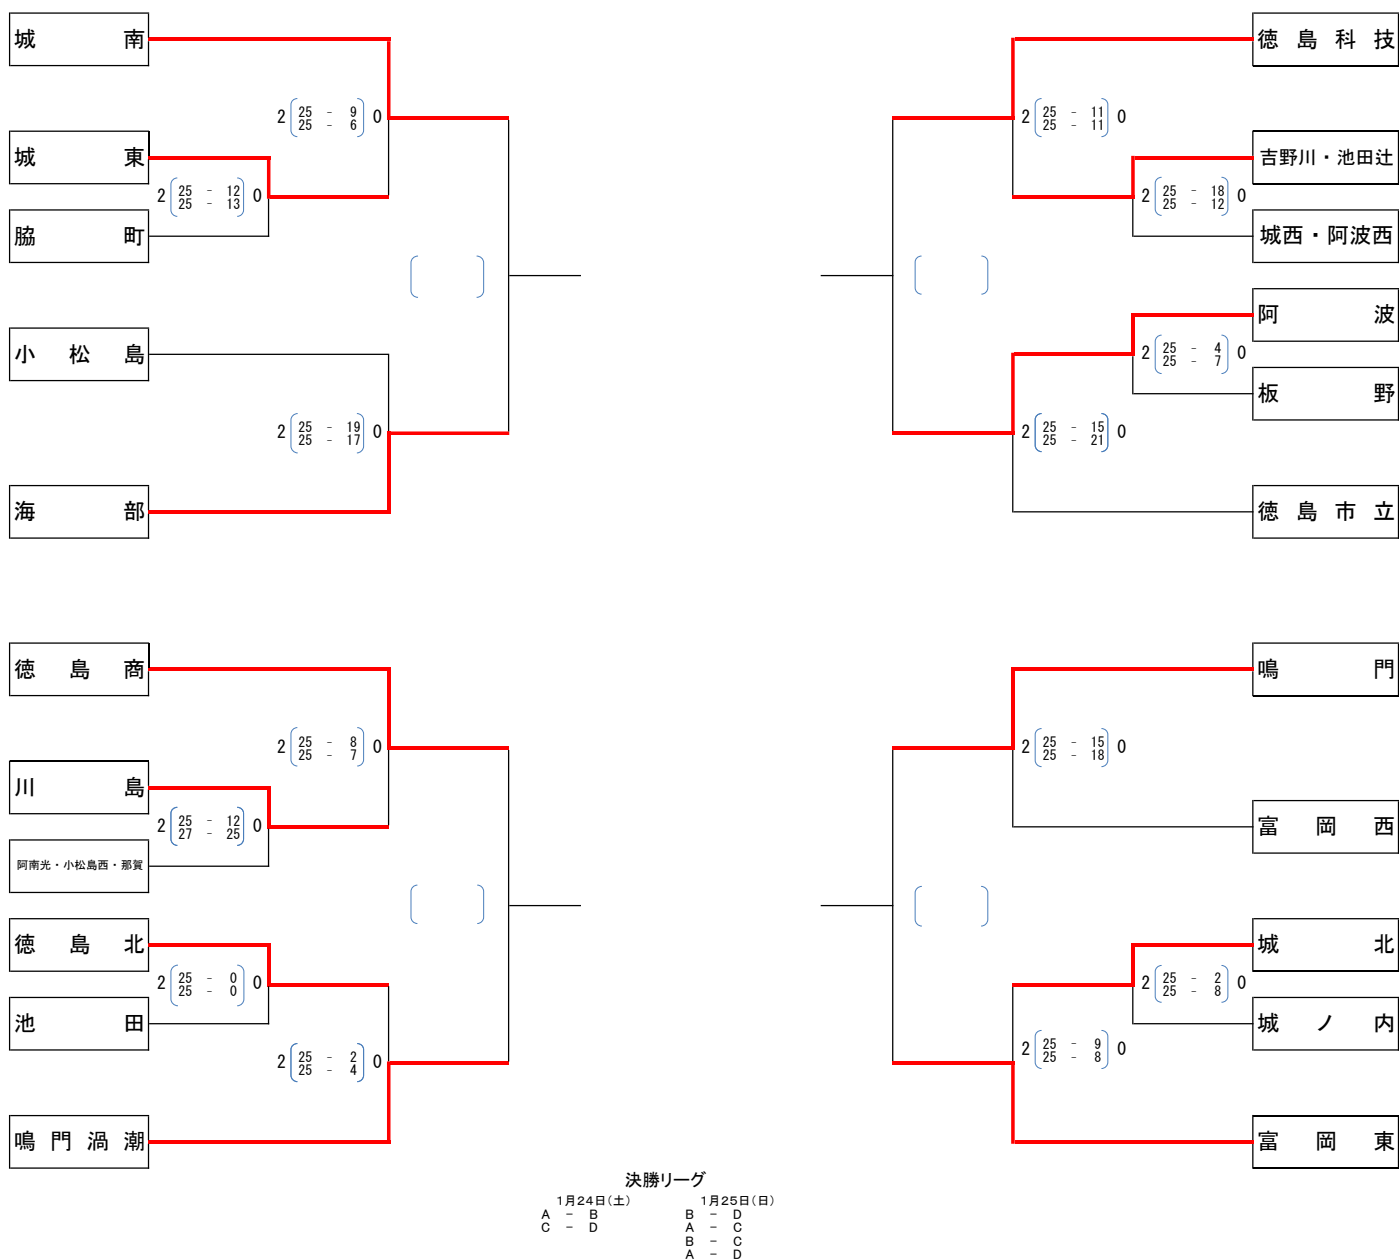 城南
2 25 - 9 0
25 - 6
城東
2 25 - 12 0
25 - 13
脇町
小松島
2 25 - 19 0
25 - 17
海部
徳島科技
2 25 - 11 0
25 - 11
吉野川・池田辻
2 25 - 18 0
25 - 12
城西・阿波西
阿波
2 25 - 4 0
25 - 7
板野
2 25 - 15 0
25 - 21
徳島市立
徳島商
2 25 - 8 0
25 - 7
川島
2 25 - 12 0
27 - 25
阿南光・小松島西・那賀
徳島北
2 25 - 0 0
25 - 0
池田
2 25 - 2 0
25 - 4
鳴門渦潮
鳴門
2 25 - 15 0
25 - 18
富岡西
城北
2 25 - 2 0
25 - 8
城ノ内
2 25 - 9 0
25 - 8
富岡東
決勝リーグ
1月24日(土) 1月25日(日)
A - B B - D
C - D A - C
B - C
A - D